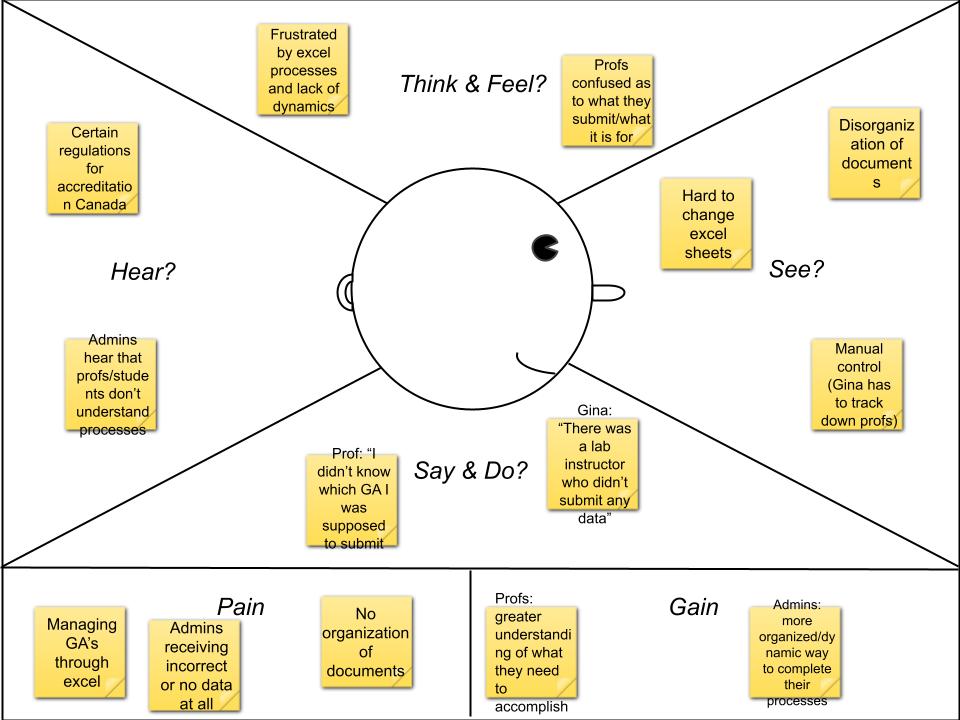 Frustrated
by excel
processes
and lack of
dynamics
Think & Feel?
Profs
confused as
to what they
submit/what
it is for
Certain
regulations
for
accreditatio
n Canada
Disorganiz
ation of
document
s
Hard to
change
excel
sheets
Hear?
See?
Admins
hear that
profs/stude
nts don’t
understand
processes
Manual
control
(Gina has
to track
down profs)
Prof: “I
didn’t know
which GA I
was
supposed
to submit
Say & Do?
Gina:
“There was
a lab
instructor
who didn’t
submit any
data”
Pain
Managing
GA’s
through
excel
Admins
receiving
incorrect
or no data
at all
No
organization
of
documents
Gain
Profs:
greater
understandi
ng of what
they need
to
accomplish
Admins:
more
organized/dy
namic way
to complete
their
processes